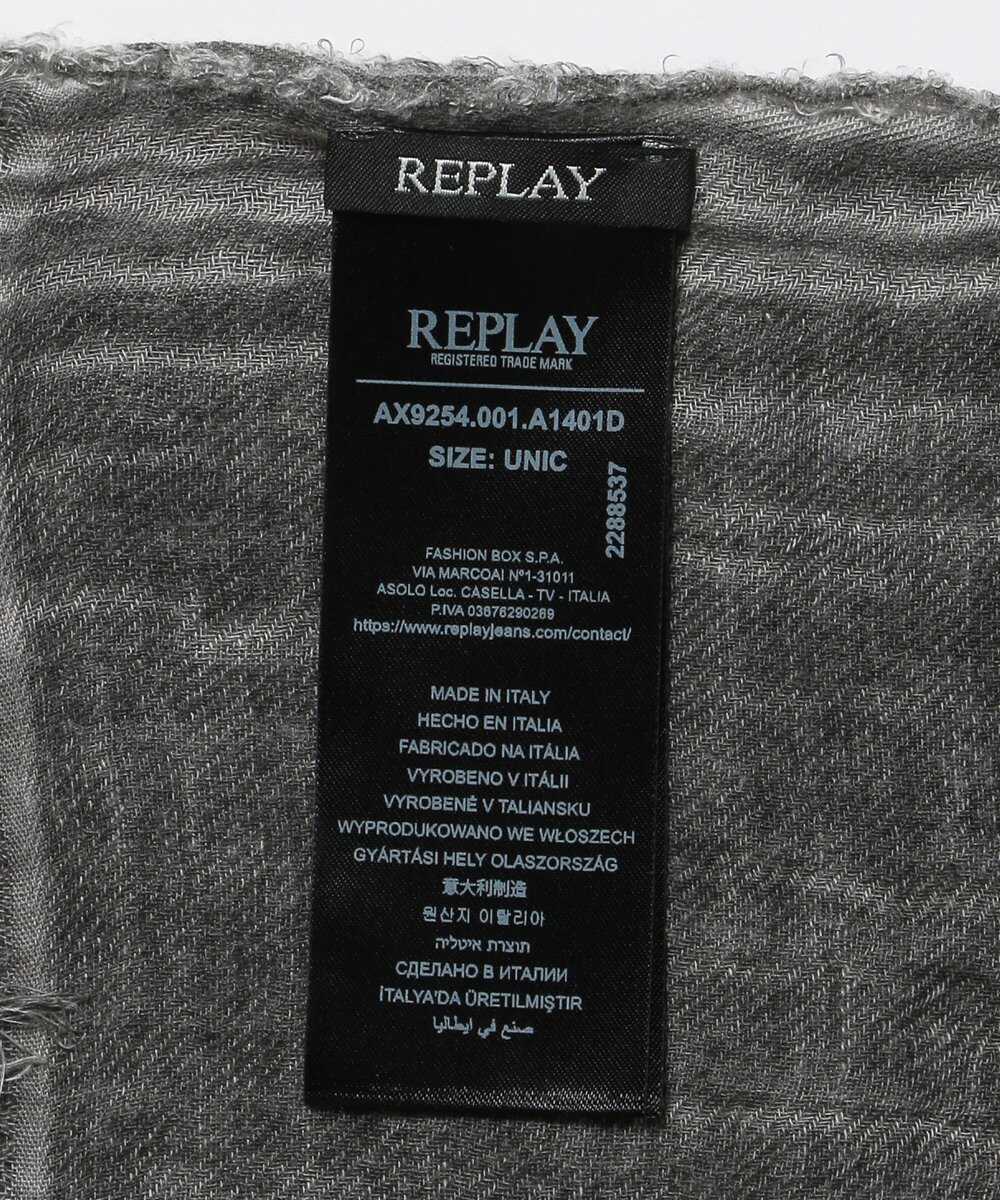 REPLAY
REPLAY
REGISTERED TRADE MARK
AX9254.001.A1401D
SIZE: UNIC
2288537
FASHION BOX S.P.A.
VIA MARCOAI Nº1-31011
ASOLO Loc. CASELLA - TV - ITALIA
P.IVA 03676290269
https://www.replayjeans.com/contact/
MADE IN ITALY
HECHO EN ITALIA
FABRICADO NA ITÁLIA
VYROBENO V ITÁLII
VYROBENÉ V TALIANSKU
WYPRODUKOWANO WE WŁOSZECH
GYÁRTÁSI HELY OLASZORSZÁG
意大利制造
원산지 이탈리아
תוצרת איטליה
СДЕЛАНО В ИТАЛИИ
İTALYA'DA ÜRETILMIŞTIR
صنع في ايطاليا